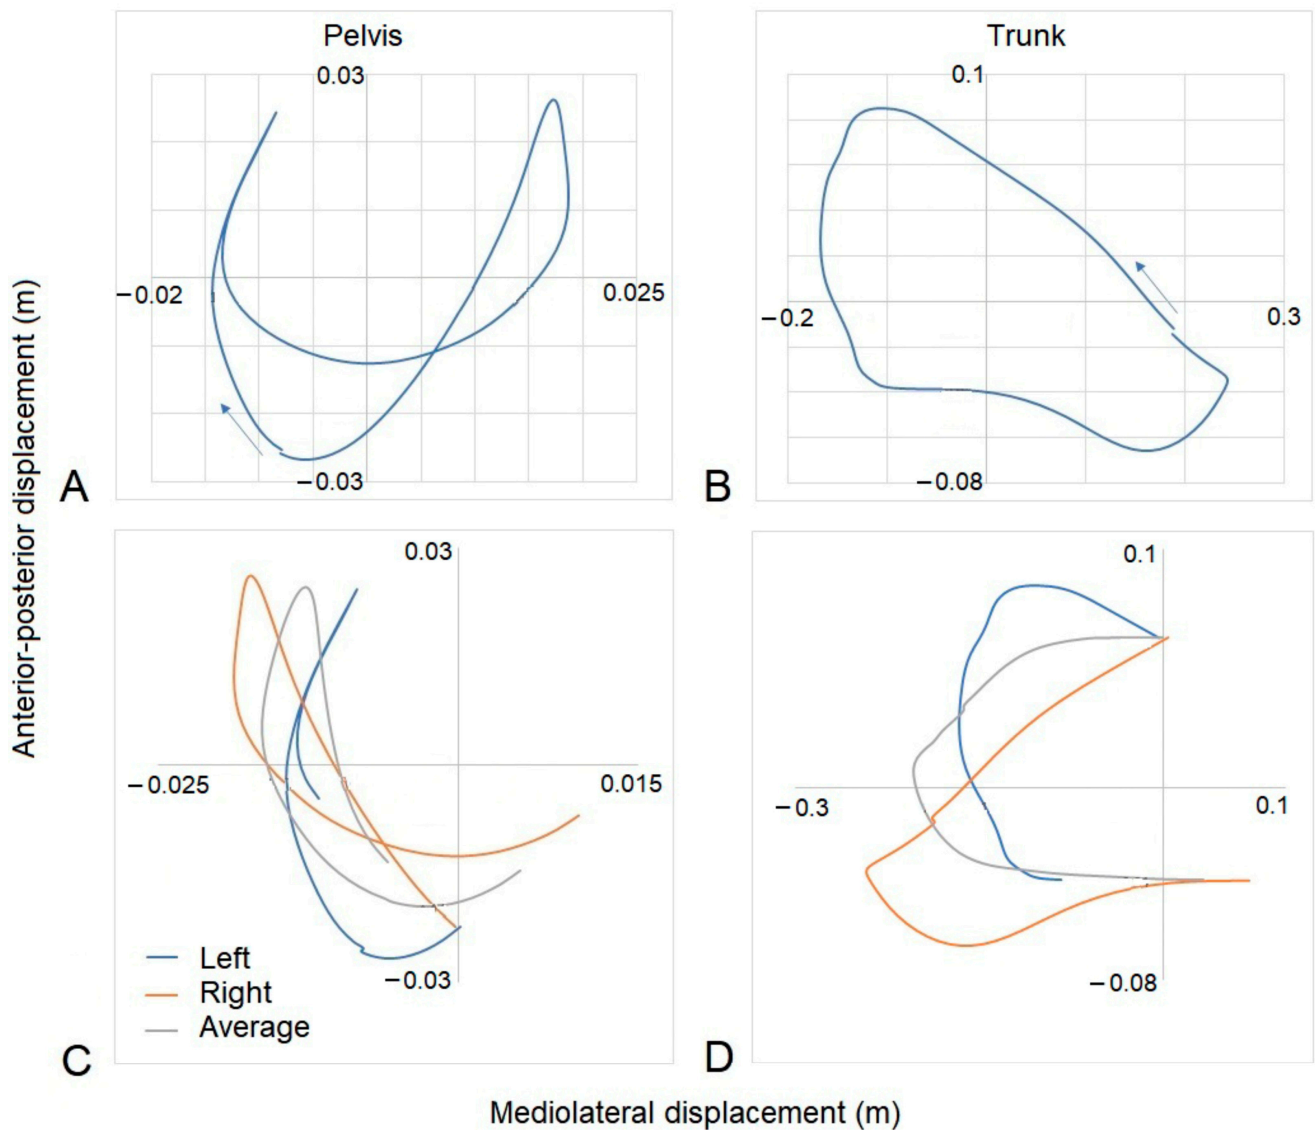 Pelvis
Trunk
0.03
0.1
−0.02
0.025
−0.2
0.3
−0.03
−0.08
A
B
Anterior-posterior displacement (m)
0.03
0.1
−0.025
0.015
−0.3
0.1
Left
Right
Average
−0.03
−0.08
C
D
Mediolateral displacement (m)